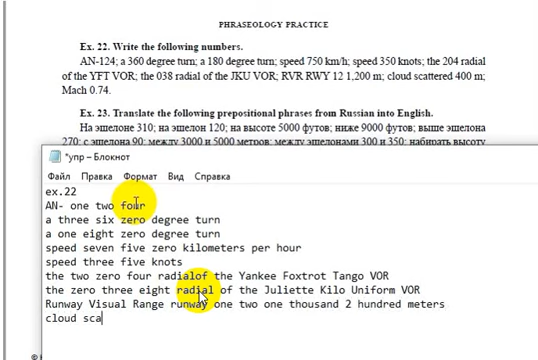 PHRASEOLOGY PRACTICE
Ex. 22. Write the following numbers.
AN-124; a 360 degree turn; a 180 degree turn; speed 750 km/h; speed 350 knots; the 204 radial
of the YFT VOR; the 038 radial of the JKU VOR; RVR RWY 12 1,200 m; cloud scattered 400 m;
Mach 0.74.
Ex. 23. Translate the following prepositional phrases from Russian into English.
На эшелоне 310; на эшелон 120; на высоте 5000 футов; ниже 9000 футов; выше эшелона
270; с эшелона 90; между 3000 и 5000 метров; между эшелонами 300 и 350; набирать высоту
*упр – Блокнот
Файл Правка Формат Вид Справка
ex.22
AN- one two four
a three six zero degree turn
a one eight zero degree turn
speed seven five zero kilometers per hour
speed three five knots
the two zero four radialof the Yankee Foxtrot Tango VOR
the zero three eight radial of the Juliette Kilo Uniform VOR
Runway Visual Range runway one two one thousand 2 hundred meters
cloud sca